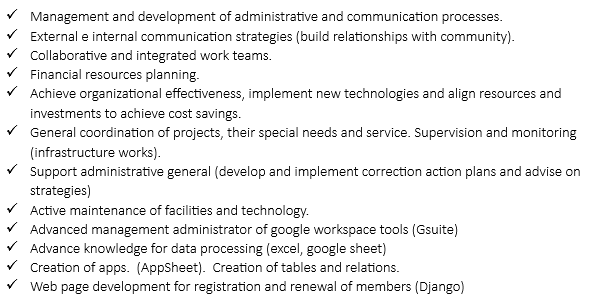 ✓ Management and development of administrative and communication processes.
✓ External e internal communication strategies (build relationships with community).
✓ Collaborative and integrated work teams.
✓ Financial resources planning.
✓ Achieve organizational effectiveness, implement new technologies and align resources and
investments to achieve cost savings.
✓ General coordination of projects, their special needs and service. Supervision and monitoring
(infrastructure works).
✓ Support administrative general (develop and implement correction action plans and advise on
strategies)
✓ Active maintenance of facilities and technology.
✓ Advanced management administrator of google workspace tools (Gsuite)
✓ Advance knowledge for data processing (excel, google sheet)
✓ Creation of apps.  (AppSheet).  Creation of tables and relations.
✓ Web page development for registration and renewal of members (Django)